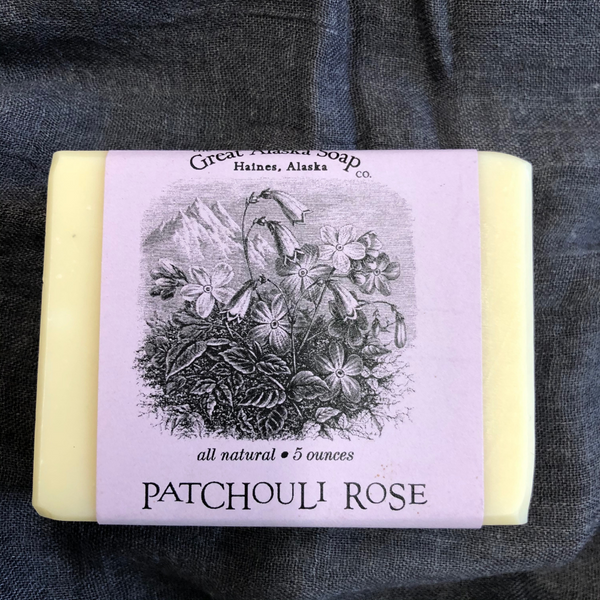 Great Alaska Soap
CO.
Haines, Alaska
all natural • 5 ounces
PATCHOULI ROSE